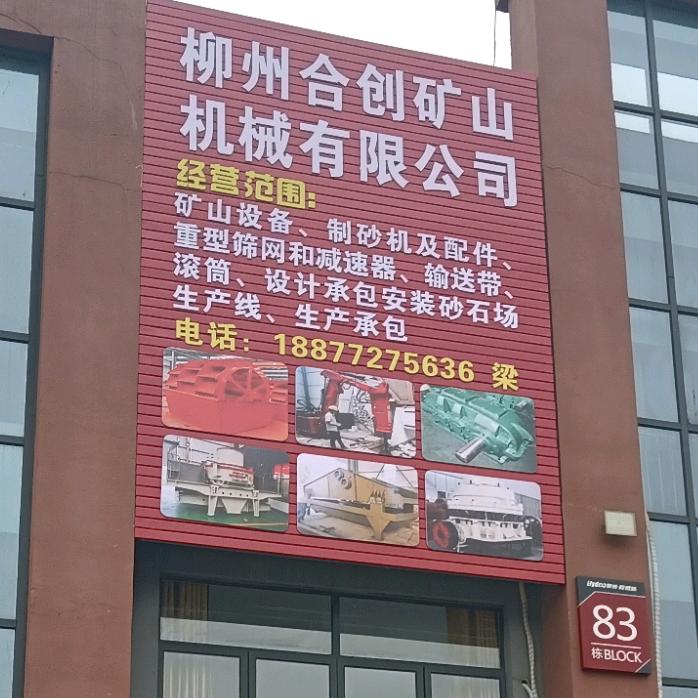 柳州合创矿山
机械有限公司
经营范围:
矿山设备、制砂机及配件、
重型筛网和减速器、输送带、
滚筒、设计承包安装砂石场
生产线、生产承包
电话: 18877275636 梁
83
栋BLOCK